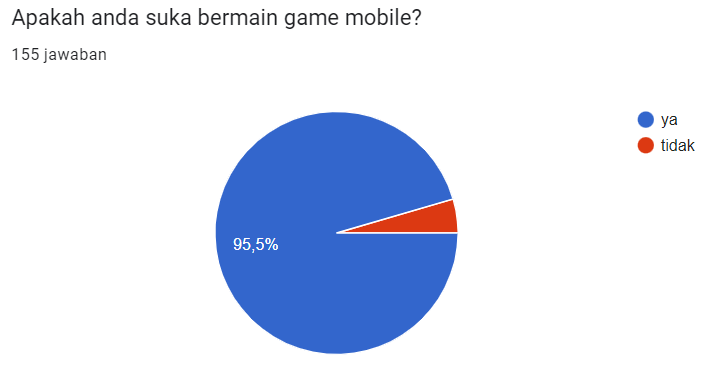 Apakah anda suka bermain game mobile?
155 jawaban
ya
tidak
95,5%